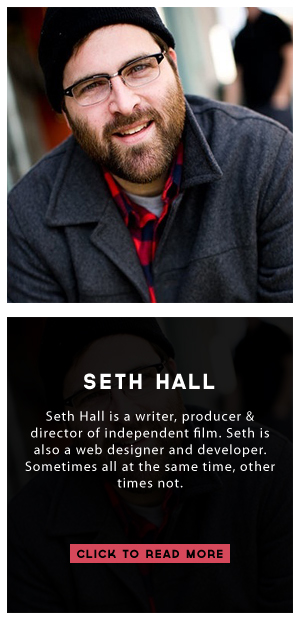 SETH HALL
Seth Hall is a writer, producer &
director of independent film. Seth is
also a web designer and developer.
Sometimes all at the same time, other
times not.
CLICK TO READ MORE